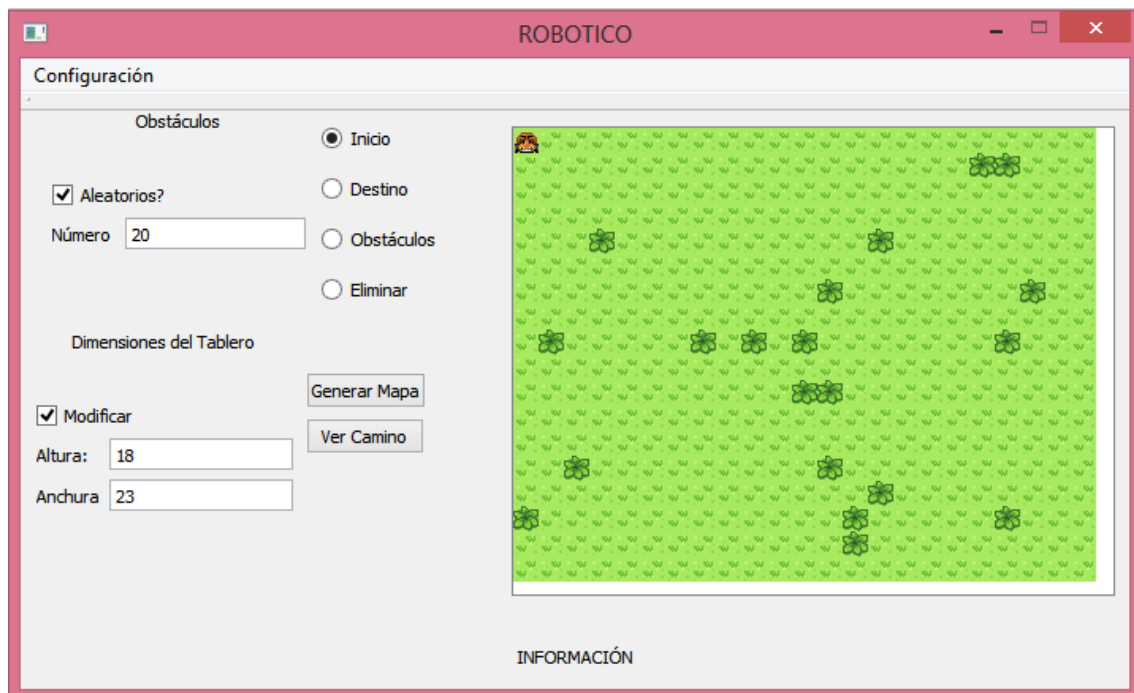 ROBOTICO
Configuración
Obstáculos
Aleatorios?
Número 20
Inicio
Destino
Obstáculos
Eliminar
Dimensiones del Tablero
Modificar
Altura: 18
Anchura 23
Generar Mapa
Ver Camino
INFORMACIÓN